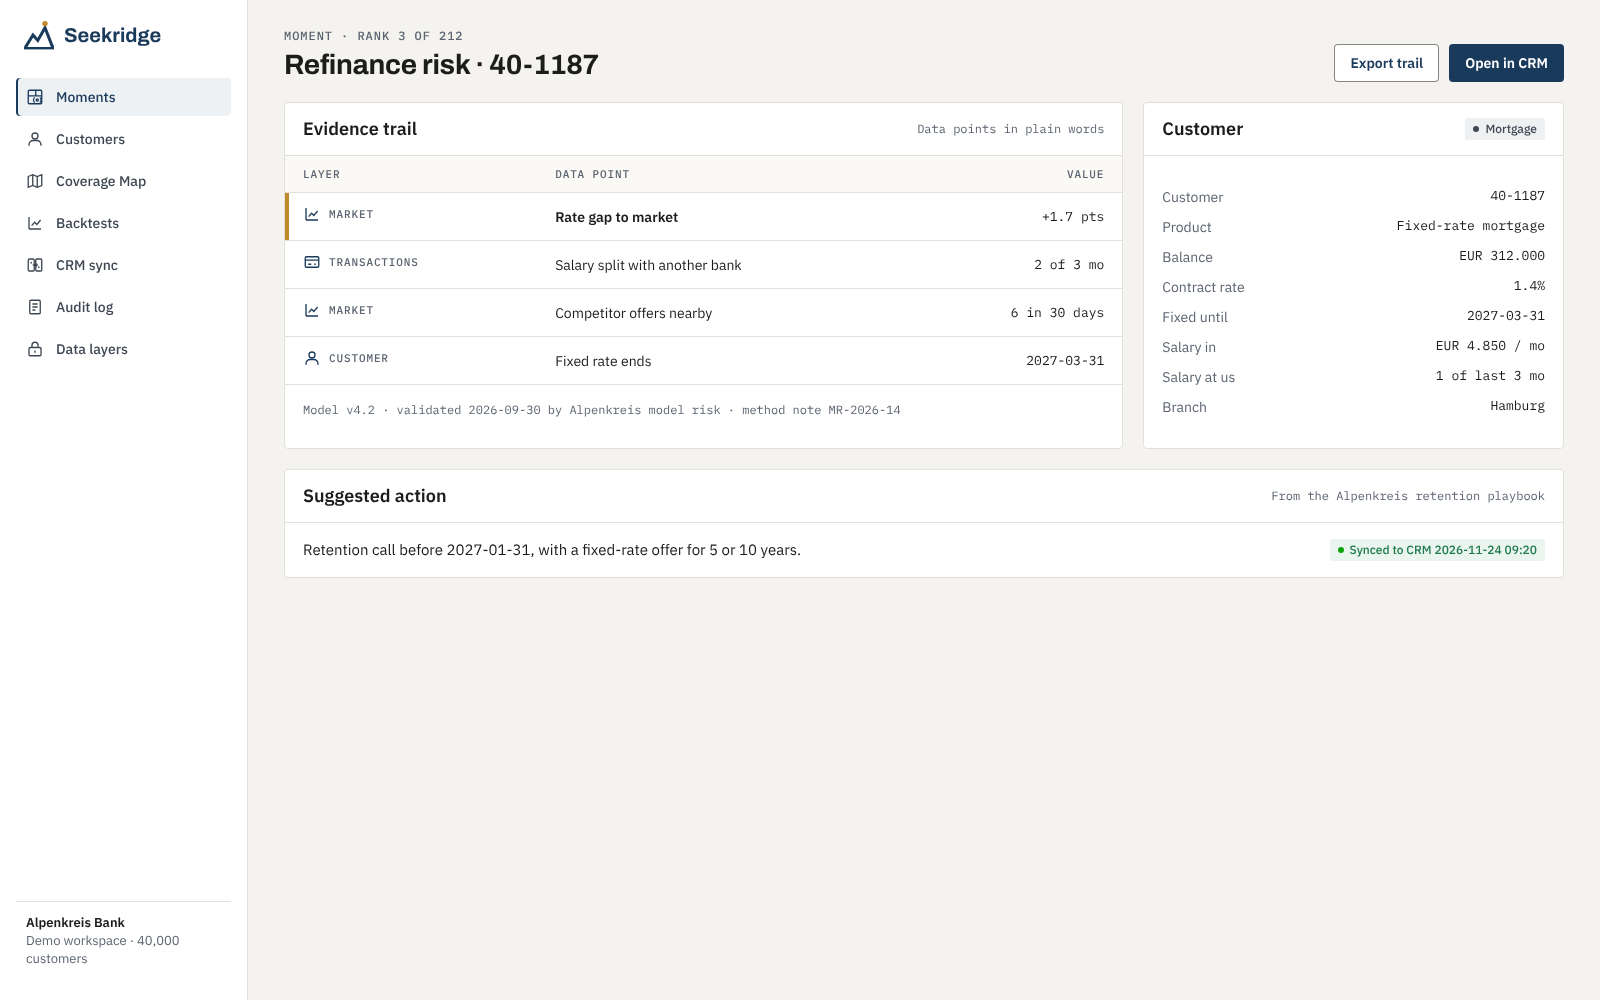 Seekridge
Moments
Customers
Coverage Map
Backtests
CRM sync
Audit log
Data layers
Alpenkreis Bank
Demo workspace · 40,000
customers
MOMENT · RANK 3 OF 212
Refinance risk · 40-1187
Export trail
Open in CRM
Evidence trail
Data points in plain words
LAYER DATA POINT VALUE
MARKET Rate gap to market +1.7 pts
TRANSACTIONS Salary split with another bank 2 of 3 mo
MARKET Competitor offers nearby 6 in 30 days
CUSTOMER Fixed rate ends 2027-03-31
Model v4.2 · validated 2026-09-30 by Alpenkreis model risk · method note MR-2026-14
Customer
Mortgage
Customer 40-1187
Product Fixed-rate mortgage
Balance EUR 312.000
Contract rate 1.4%
Fixed until 2027-03-31
Salary in EUR 4.850 / mo
Salary at us 1 of last 3 mo
Branch Hamburg
Suggested action
From the Alpenkreis retention playbook
Retention call before 2027-01-31, with a fixed-rate offer for 5 or 10 years.
Synced to CRM 2026-11-24 09:20